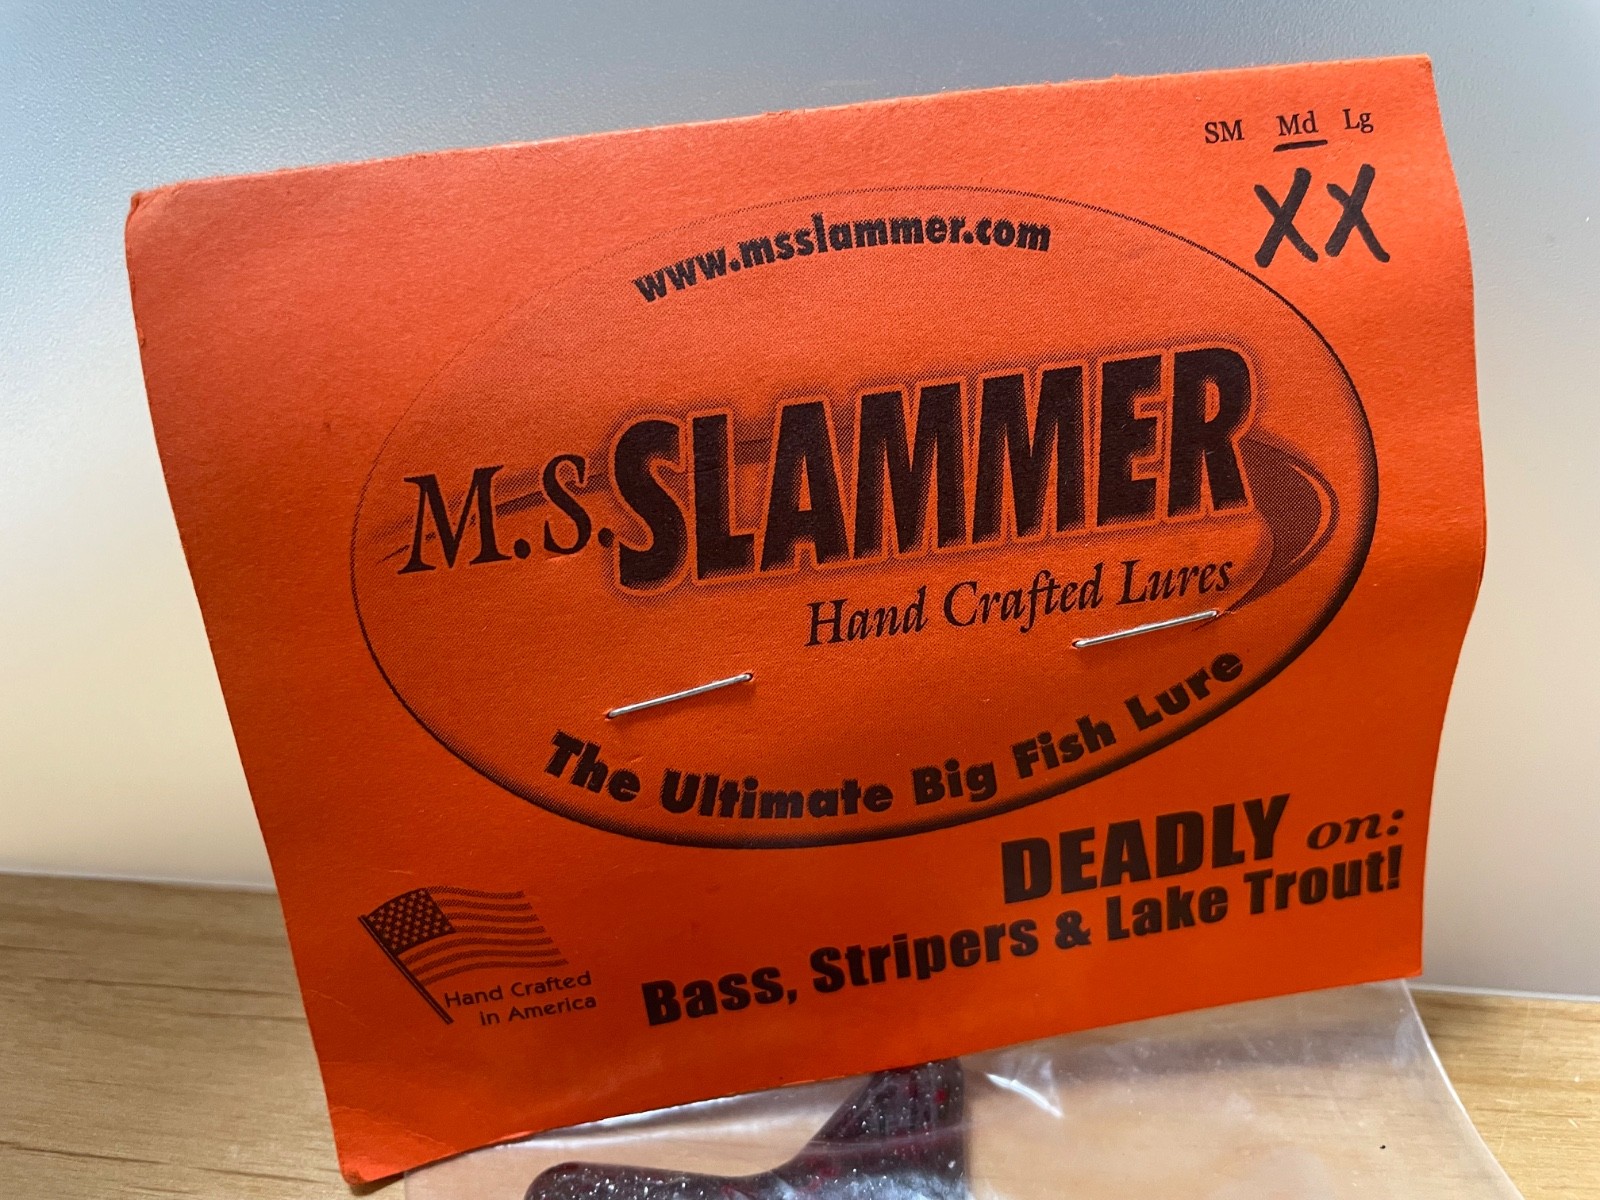 SM Md Lg
XX
www.msslammer.com
M.S.SLAMMER
Hand Crafted Lures
The Ultimate Big Fish Lure
DEADLY on:
Bass, Stripers & Lake Trout!
Hand Crafted
in America